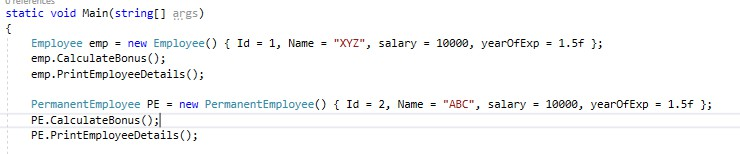 0 references
static void Main(string[] args)
{
Employee emp = new Employee() { Id = 1, Name = "XYZ", salary = 10000, yearOfExp = 1.5f };
emp.CalculateBonus();
emp.PrintEmployeeDetails();
PermanentEmployee PE = new PermanentEmployee() { Id = 2, Name = "ABC", salary = 10000, yearOfExp = 1.5f };
PE.CalculateBonus();
PE.PrintEmployeeDetails();